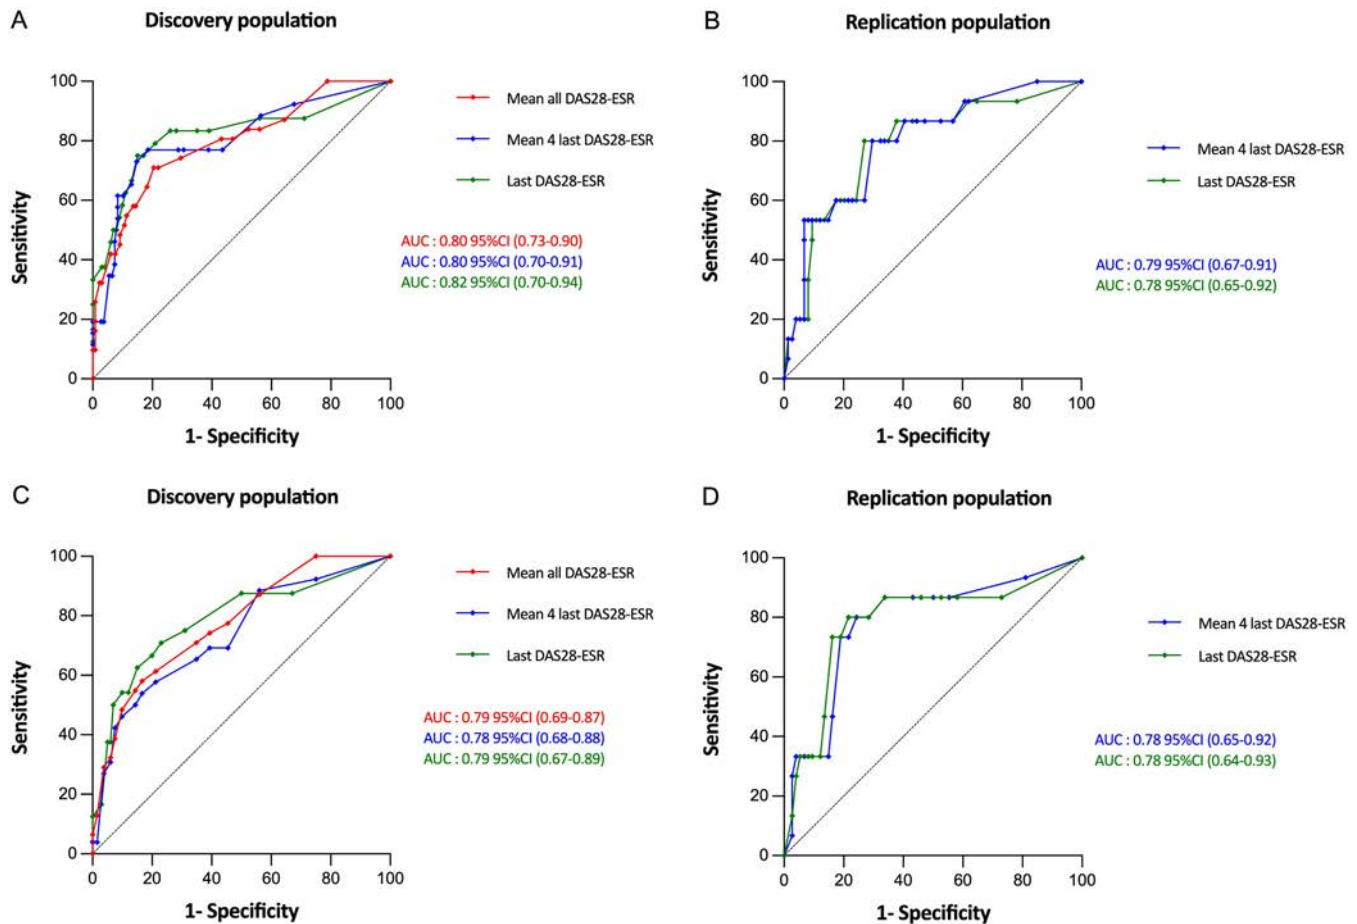 A
Discovery population
100
80
60
40
20
0
Sensitivity
0 20 40 60 80 100
1- Specificity
Mean all DAS28-ESR
Mean 4 last DAS28-ESR
Last DAS28-ESR
AUC : 0.80 95%CI (0.73-0.90)
AUC : 0.80 95%CI (0.70-0.91)
AUC : 0.82 95%CI (0.70-0.94)
B
Replication population
100
80
60
40
20
0
Sensitivity
0 20 40 60 80 100
1- Specificity
Mean 4 last DAS28-ESR
Last DAS28-ESR
AUC : 0.79 95%CI (0.67-0.91)
AUC : 0.78 95%CI (0.65-0.92)
C
Discovery population
100
80
60
40
20
0
Sensitivity
0 20 40 60 80 100
1- Specificity
Mean all DAS28-ESR
Mean 4 last DAS28-ESR
Last DAS28-ESR
AUC : 0.79 95%CI (0.69-0.87)
AUC : 0.78 95%CI (0.68-0.88)
AUC : 0.79 95%CI (0.67-0.89)
D
Replication population
100
80
60
40
20
0
Sensitivity
0 20 40 60 80 100
1- Specificity
Mean 4 last DAS28-ESR
Last DAS28-ESR
AUC : 0.78 95%CI (0.65-0.92)
AUC : 0.78 95%CI (0.64-0.93)